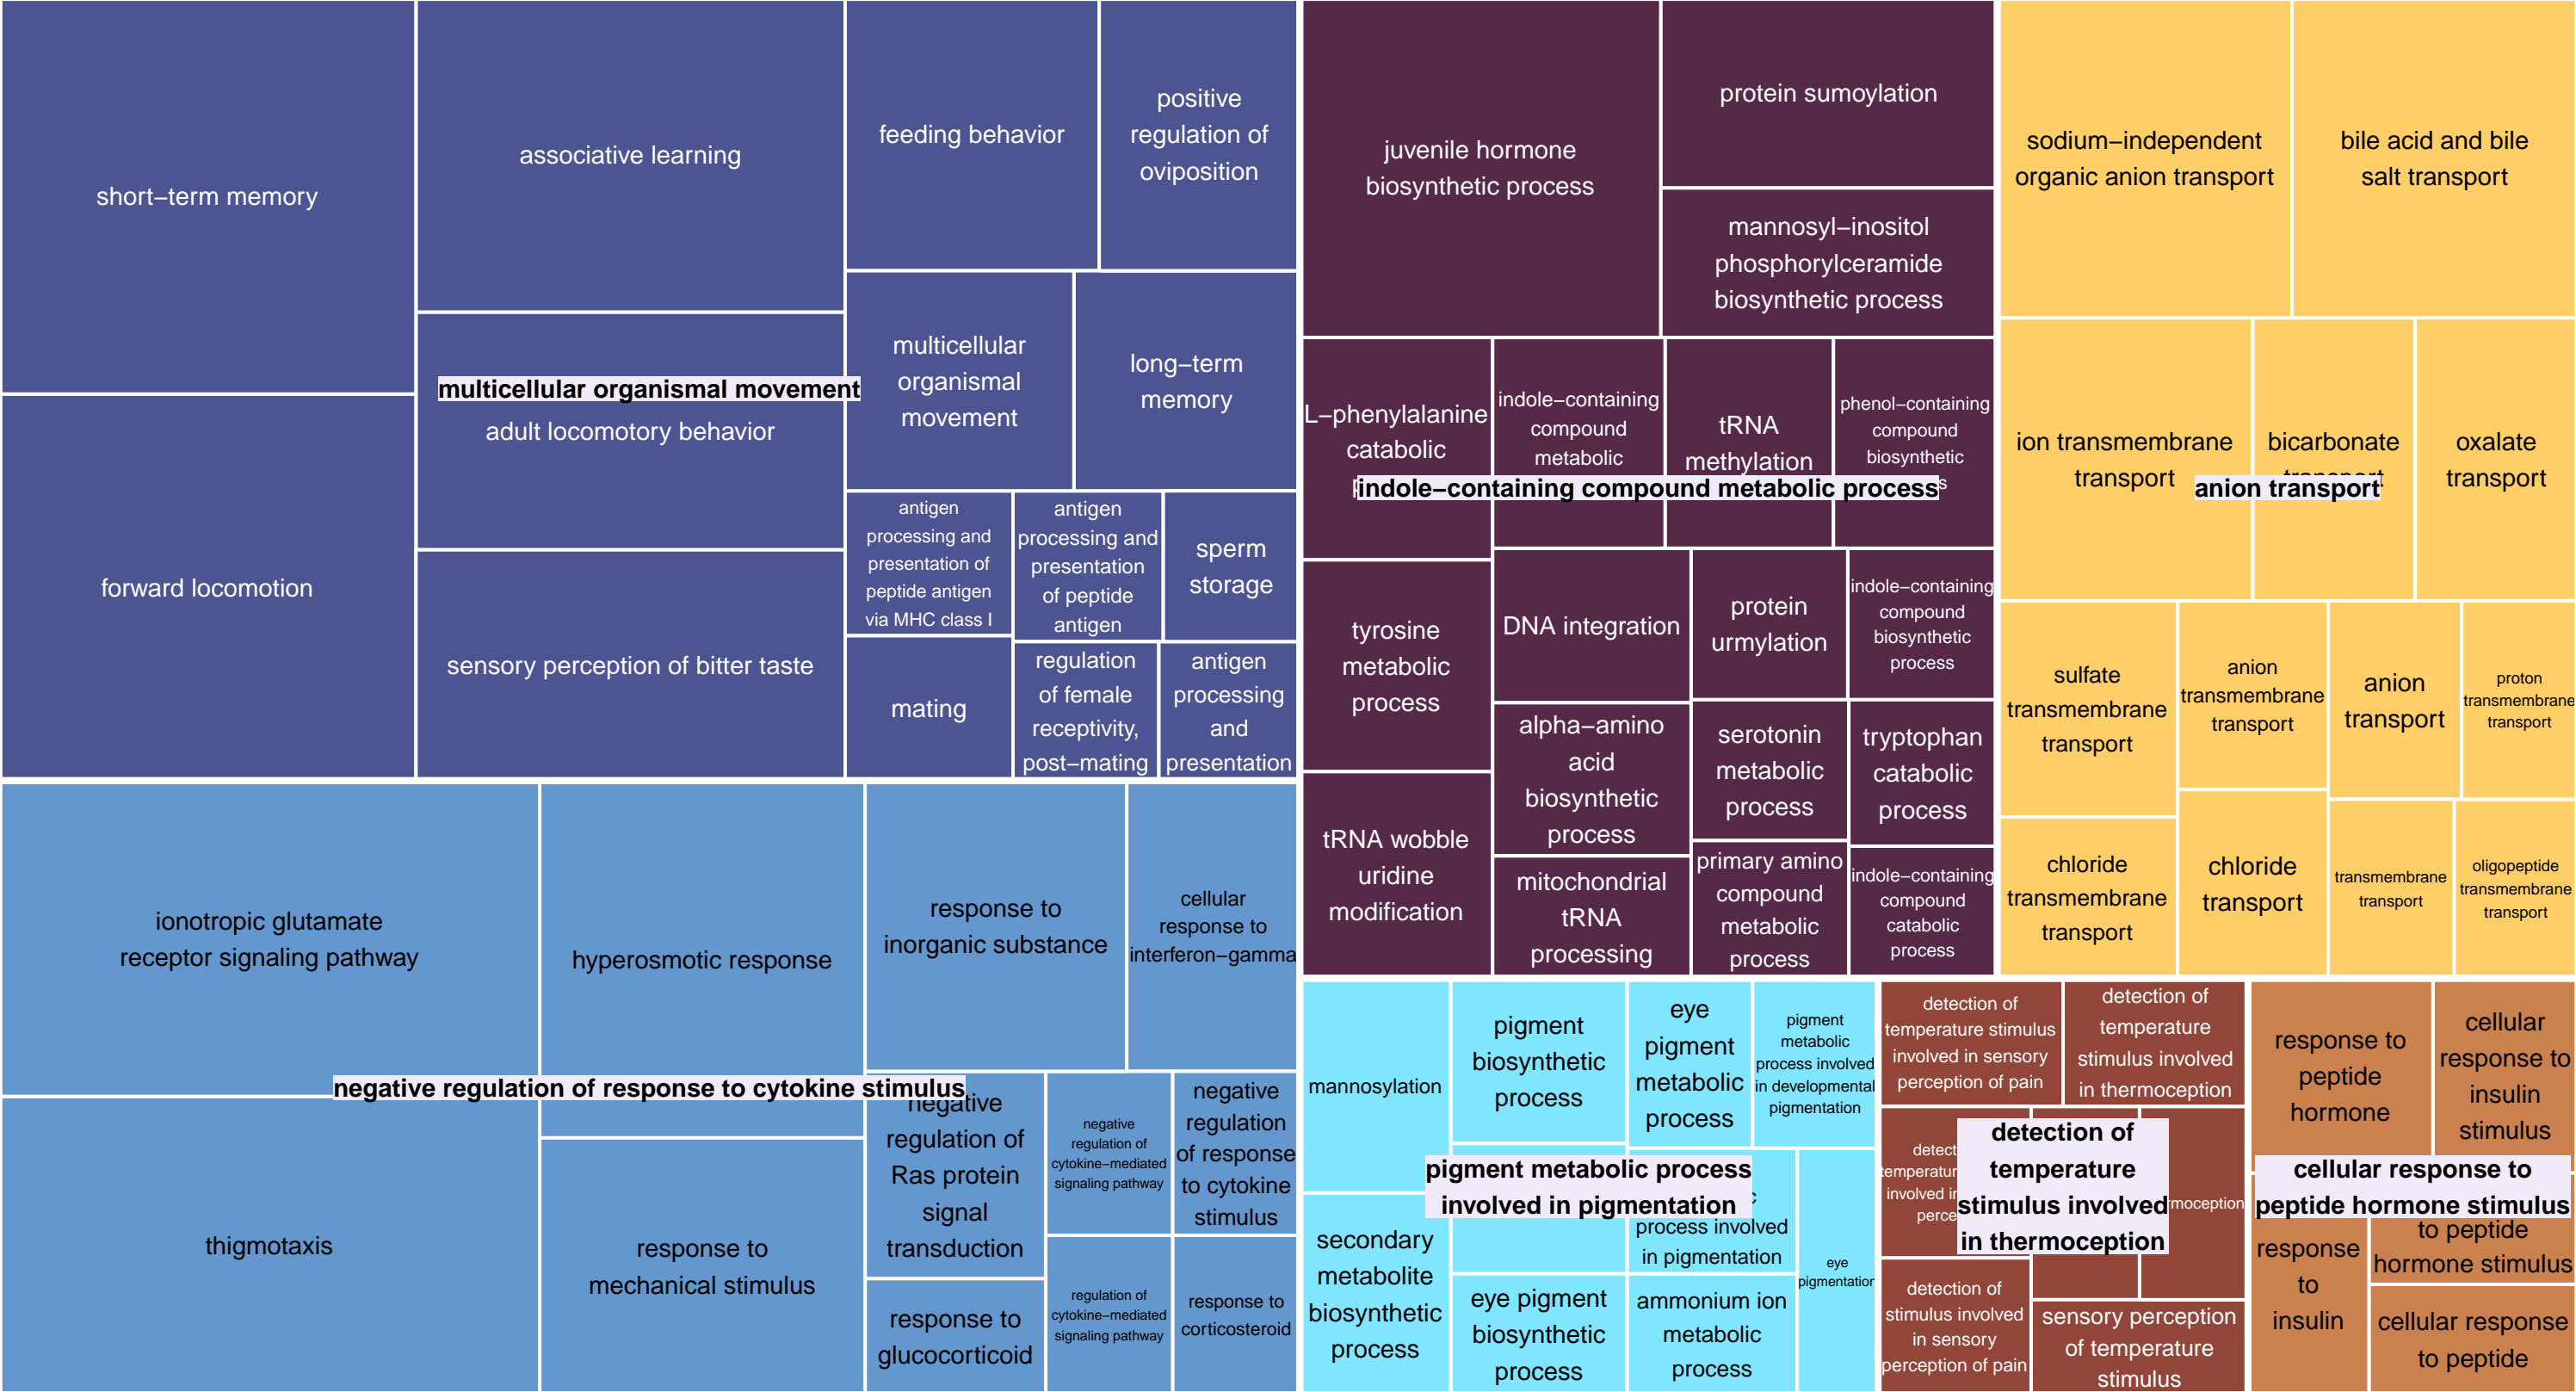 short−term memory
forward locomotion
associative learning
multicellular organismal movement
adult locomotory behavior
sensory perception of bitter taste
feeding behavior
positive
regulation of
oviposition
multicellular
organismal
movement
long−term
memory
antigen
processing and
presentation of
peptide antigen
via MHC class I
antigen
processing and
presentation
of peptide
antigen
sperm
storage
mating
regulation
of female
receptivity,
post−mating
antigen
processing
and
presentation
juvenile hormone
biosynthetic process
protein sumoylation
mannosyl−inositol
phosphorylceramide
biosynthetic process
L−phenylalanine
catabolic
indole−containing
compound
metabolic
tRNA
methylation
phenol−containing
compound
biosynthetic
indole−containing compound metabolic process
tyrosine
metabolic
process
tRNA wobble
uridine
modification
DNA integration
protein
urmylation
indole−containing
compound
biosynthetic
process
alpha−amino
acid
biosynthetic
process
serotonin
metabolic
process
tryptophan
catabolic
process
mitochondrial
tRNA
processing
primary amino
compound
metabolic
process
indole−containing
compound
catabolic
process
sodium−independent
organic anion transport
bile acid and bile
salt transport
ion transmembrane
transport
bicarbonate
oxalate
transport
anion transport
sulfate
transmembrane
transport
anion
transmembrane
transport
anion
transport
proton
transmembrane
transport
chloride
transmembrane
transport
chloride
transport
transmembrane
transport
oligopeptide
transmembrane
transport
ionotropic glutamate
receptor signaling pathway
hyperosmotic response
response to
inorganic substance
cellular
response to
interferon−gamma
negative regulation of response to cytokine stimulus
thigmotaxis
response to
mechanical stimulus
negative
regulation of
Ras protein
signal
transduction
negative
regulation of
cytokine−mediated
signaling pathway
negative
regulation
of response
to cytokine
stimulus
response to
glucocorticoid
regulation of
cytokine−mediated
signaling pathway
response to
corticosteroid
mannosylation
pigment
biosynthetic
process
eye
pigment
metabolic
process
pigment
metabolic
process involved
in developmental
pigmentation
pigment metabolic process
involved in pigmentation
process involved
in pigmentation
secondary
metabolite
biosynthetic
process
eye pigment
biosynthetic
process
ammonium ion
metabolic
process
eye
pigmentation
detection of
temperature stimulus
involved in sensory
perception of pain
detection of
temperature
stimulus involved
in thermoception
detection of
temperature
stimulus involved
in thermoception
detection of
stimulus involved
in sensory
perception of pain
sensory perception
of temperature
stimulus
response to
peptide
hormone
cellular
response to
insulin
stimulus
cellular response to
peptide hormone stimulus
response
to
insulin
to peptide
hormone stimulus
cellular response
to peptide